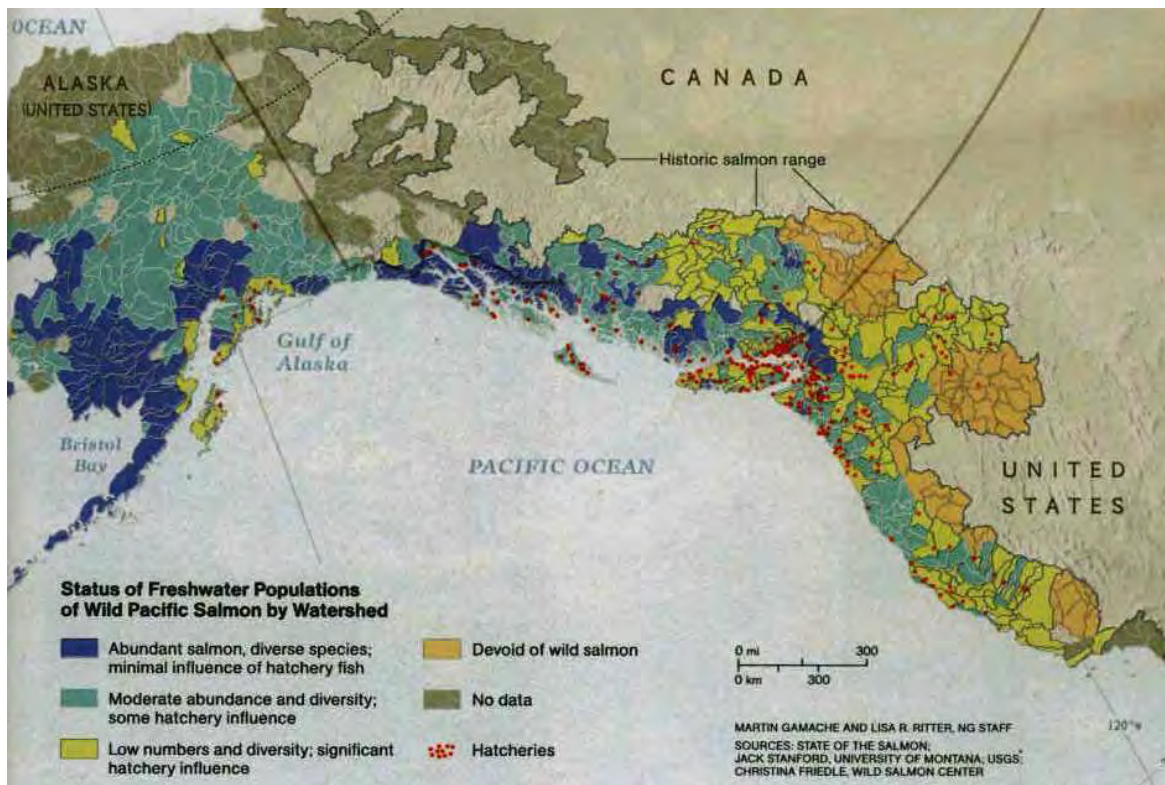 OCEAN
ALASKA
(UNITED STATES)
CANADA
Historic salmon range
Gulf of
Alaska
Bristol
Bay
PACIFIC OCEAN
UNITED
STATES
Status of Freshwater Populations
of Wild Pacific Salmon by Watershed
Abundant salmon, diverse species;
minimal influence of hatchery fish
Moderate abundance and diversity;
some hatchery influence
Low numbers and diversity; significant
hatchery influence
Devoid of wild salmon
No data
Hatcheries
0 mi 300
0 km 300
MARTIN GAMACHE AND LISA R. RITTER, NG STAFF
SOURCES: STATE OF THE SALMON;
JACK STANFORD, UNIVERSITY OF MONTANA; USGS;
CHRISTINA FRIEDLE, WILD SALMON CENTER
120°W